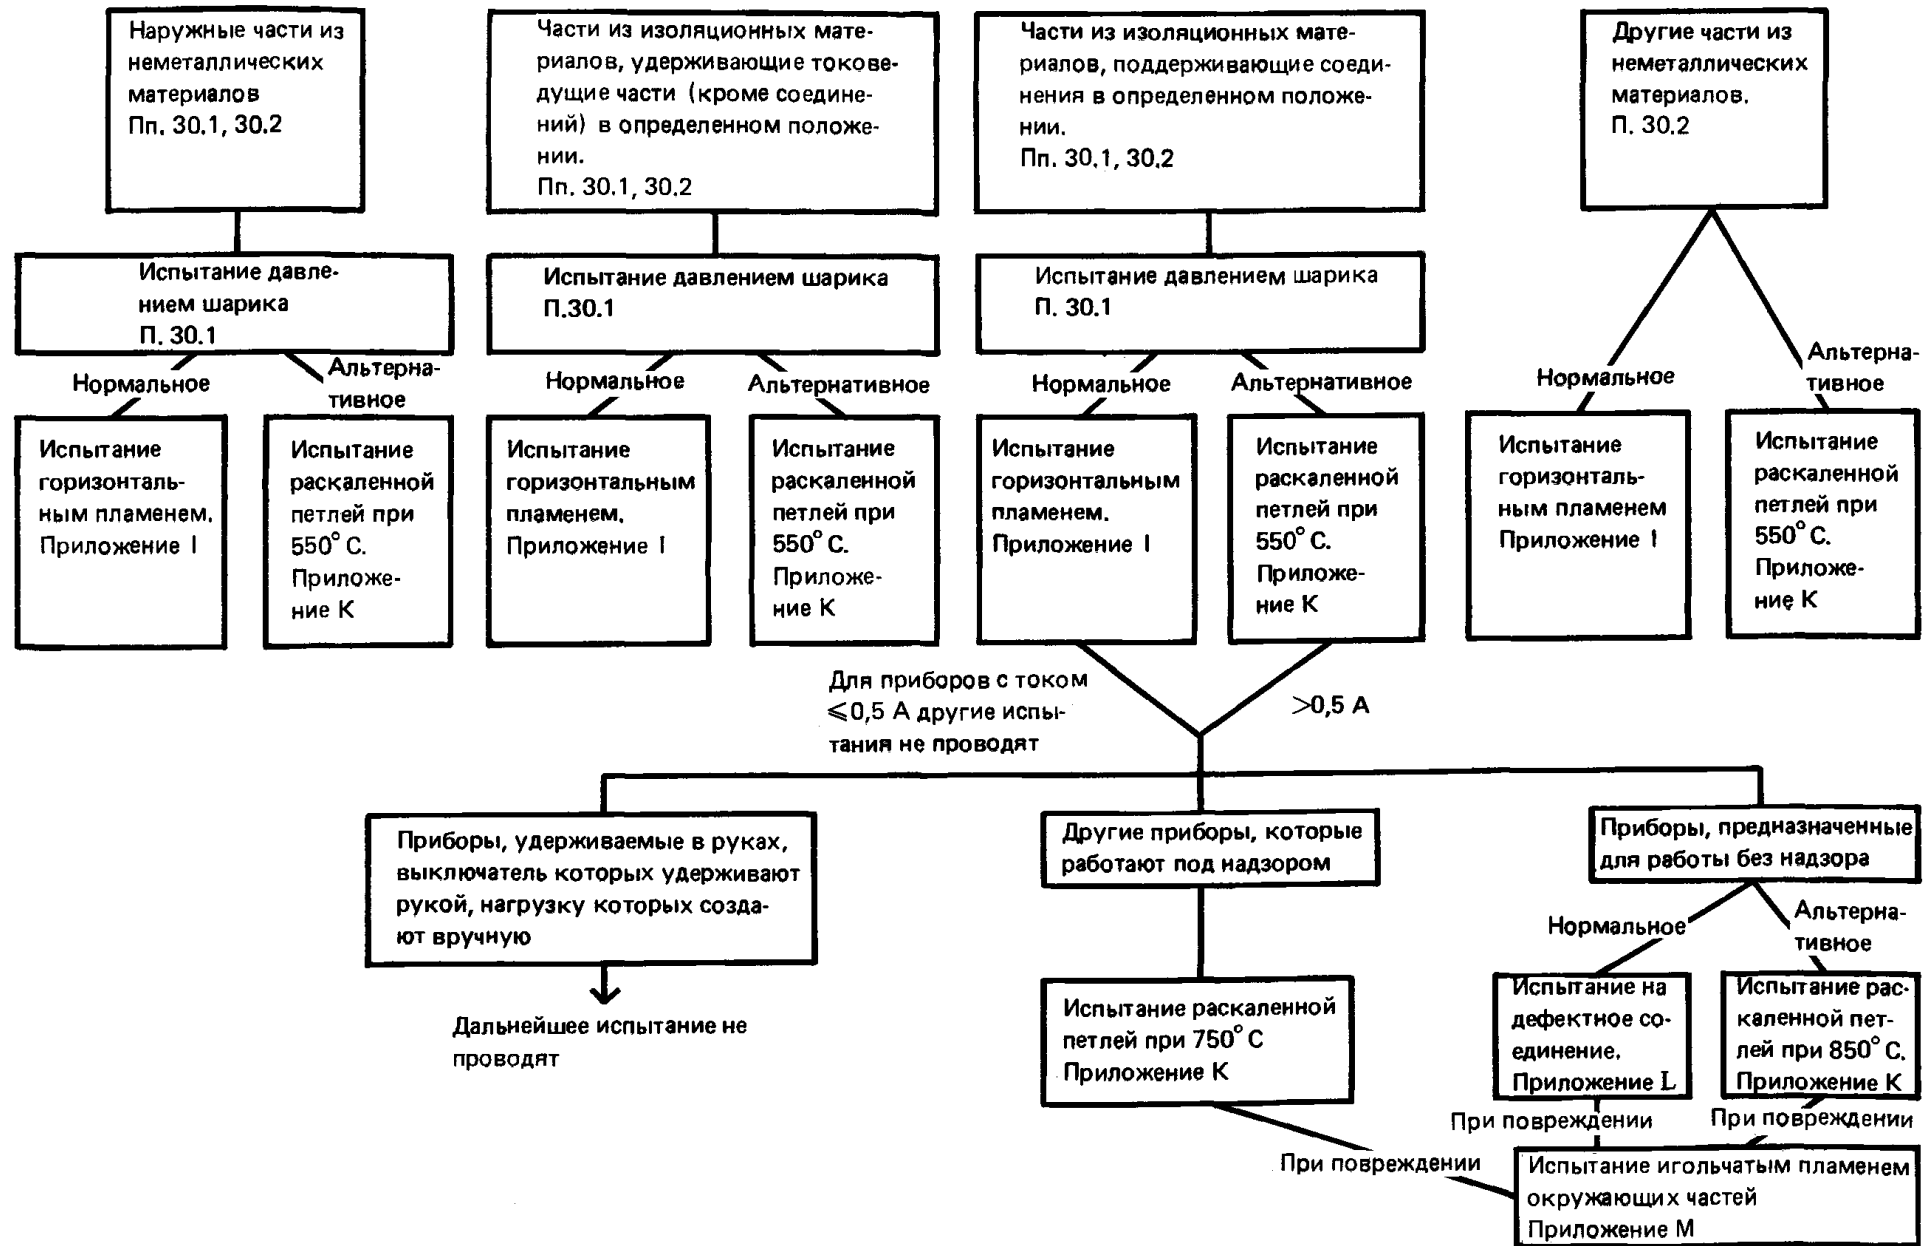 Наружные части из
неметаллических
материалов
Пп. 30.1, 30.2
Части из изоляционных мате-
риалов, удерживающие токове-
дущие части (кроме соедине-
ний) в определенном положе-
нии.
Пп. 30.1, 30.2
Части из изоляционных мате-
риалов, поддерживающие соеди-
нения в определенном положе-
нии.
Пп. 30.1, 30.2
Другие части из
неметаллических
материалов.
П. 30.2
Испытание давле-
нием шарика
П. 30.1
Испытание давлением шарика
П.30.1
Испытание давлением шарика
П. 30.1
Нормальное
Альтерна-
тивное
Нормальное
Альтернативное
Нормальное
Альтернативное
Нормальное
Альтерна-
тивное
Испытание
горизонталь-
ным пламенем.
Приложение I
Испытание
раскаленной
петлей при
550° С.
Приложе-
ние К
Испытание
горизонтальным
пламенем.
Приложение I
Испытание
раскаленной
петлей при
550° С.
Приложе-
ние К
Испытание
горизонтальным
пламенем.
Приложение I
Испытание
раскаленной
петлей при
550° С.
Приложе-
ние К
Испытание
горизонталь-
ным пламенем
Приложение I
Испытание
раскаленной
петлей при
550° С.
Приложе-
ние К
Для приборов с током
≤0,5 А другие испы-
тания не проводят
>0,5 А
Приборы, удерживаемые в руках,
выключатель которых удерживают
рукой, нагрузку которых созда-
ют вручную
Дальнейшее испытание не
проводят
Другие приборы, которые
работают под надзором
Испытание раскаленной
петлей при 750° С
Приложение К
Приборы, предназначенные
для работы без надзора
Нормальное
Альтерна-
тивное
Испытание на
дефектное со-
единение.
Приложение L
Испытание рас-
каленной пет-
лей при 850° С.
Приложение К
При повреждении
При повреждении
При повреждении
Испытание игольчатым пламенем
окружающих частей
Приложение М